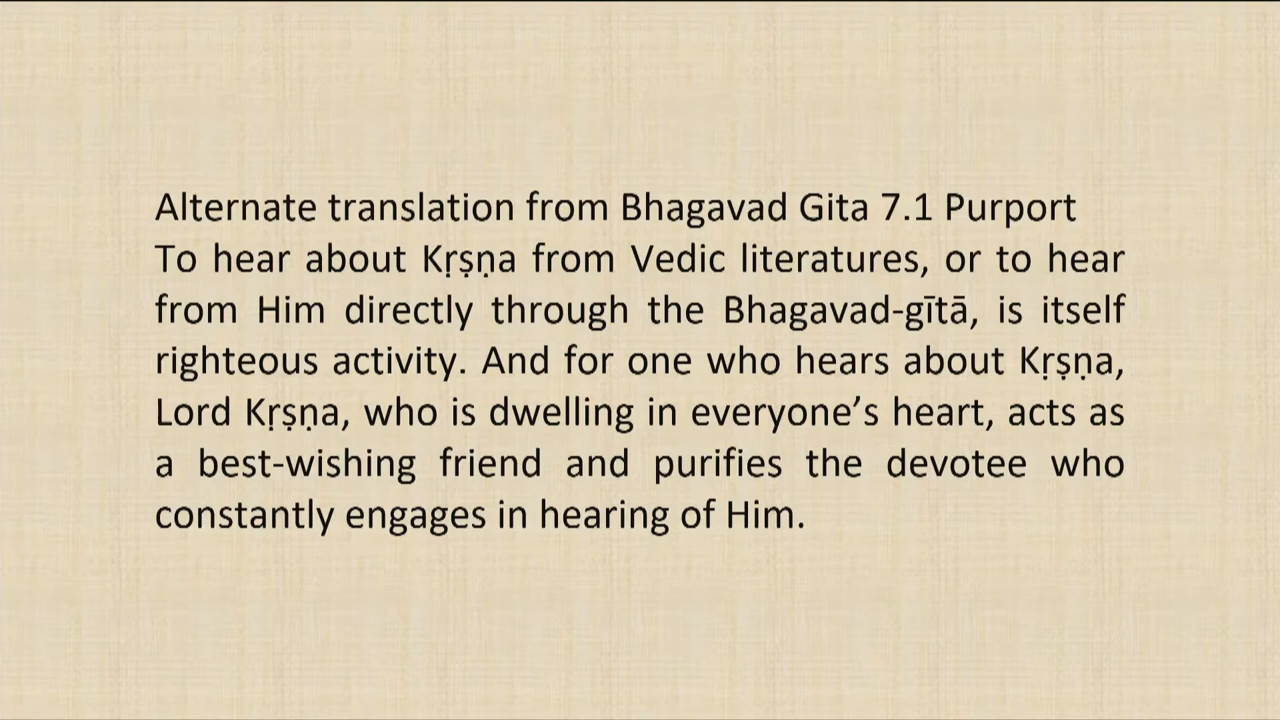 Alternate translation from Bhagavad Gita 7.1 Purport
To hear about Kṛṣṇa from Vedic literatures, or to hear
from Him directly through the Bhagavad-gītā, is itself
righteous activity. And for one who hears about Kṛṣṇa,
Lord Kṛṣṇa, who is dwelling in everyone’s heart, acts as
a best-wishing friend and purifies the devotee who
constantly engages in hearing of Him.